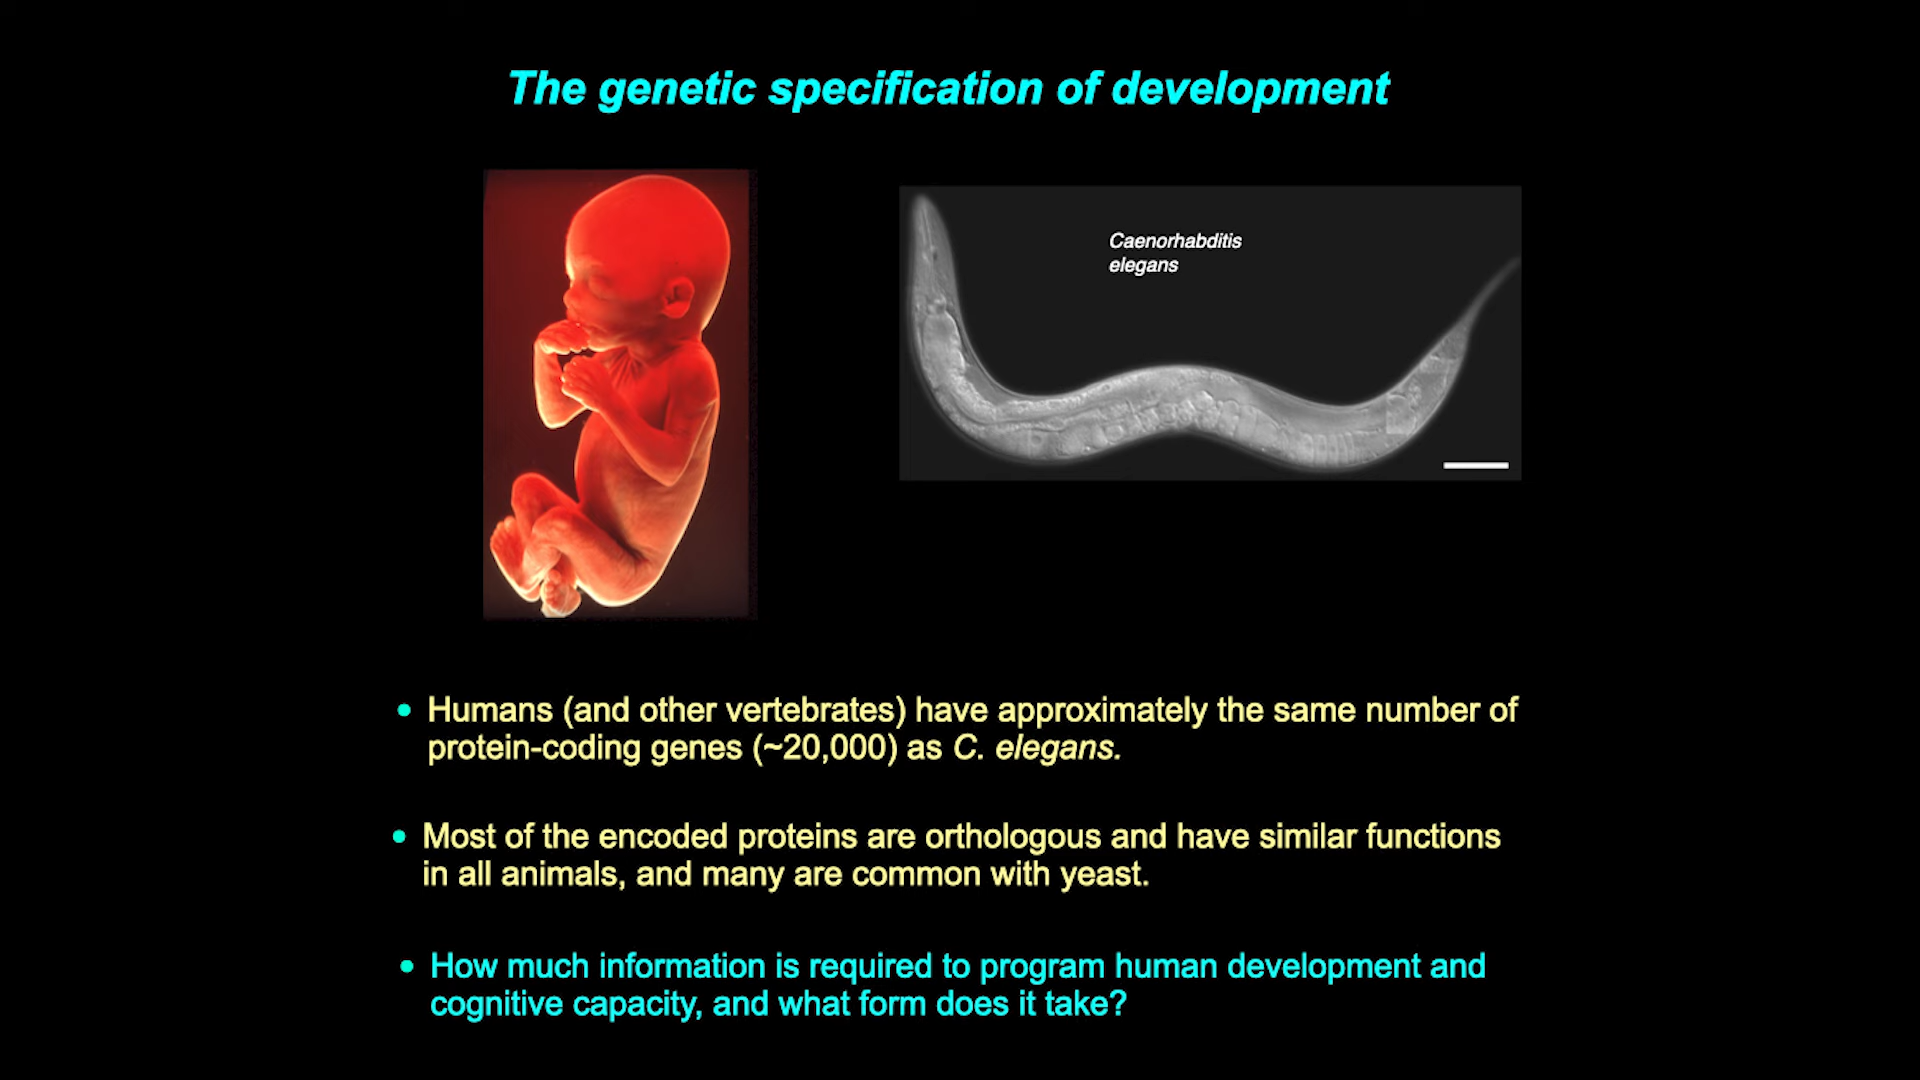 The genetic specification of development
Caenorhabditis
elegans
• Humans (and other vertebrates) have approximately the same number of
protein-coding genes (~20,000) as C. elegans.
• Most of the encoded proteins are orthologous and have similar functions
in all animals, and many are common with yeast.
• How much information is required to program human development and
cognitive capacity, and what form does it take?